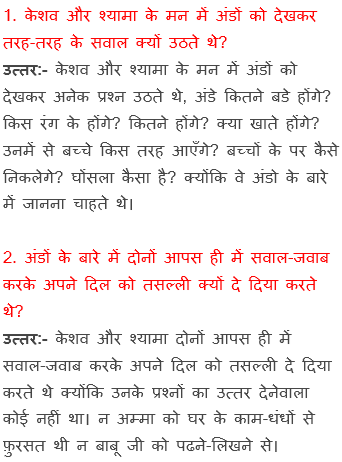 1. केशव और श्यामा के मन में अंडों को देखकर
तरह-तरह के सवाल क्यों उठते थे?
उत्तर:- केशव और श्यामा के मन में अंडों को
देखकर अनेक प्रश्न उठते थे, अंडे कितने बडे होंगे?
किस रंग के होंगे? कितने होंगे? क्या खाते होंगे?
उनमें से बच्चे किस तरह आएँगे? बच्चों के पर कैसे
निकलेगे? घोंसला कैसा है? क्योंकि वे अंडो के बारे
में जानना चाहते थे।
2. अंडों के बारे में दोनों आपस ही में सवाल-जवाब
करके अपने दिल को तसल्ली क्यों दे दिया करते
थे?
उत्तर:- केशव और श्यामा दोनों आपस ही में
सवाल-जवाब करके अपने दिल को तसल्ली दे दिया
करते थे क्योंकि उनके प्रश्नों का उत्तर देनेवाला
कोई नहीं था। न अम्मा को घर के काम-धंधों से
फ़ुरसत थी न बाबू जी को पढने-लिखने से।